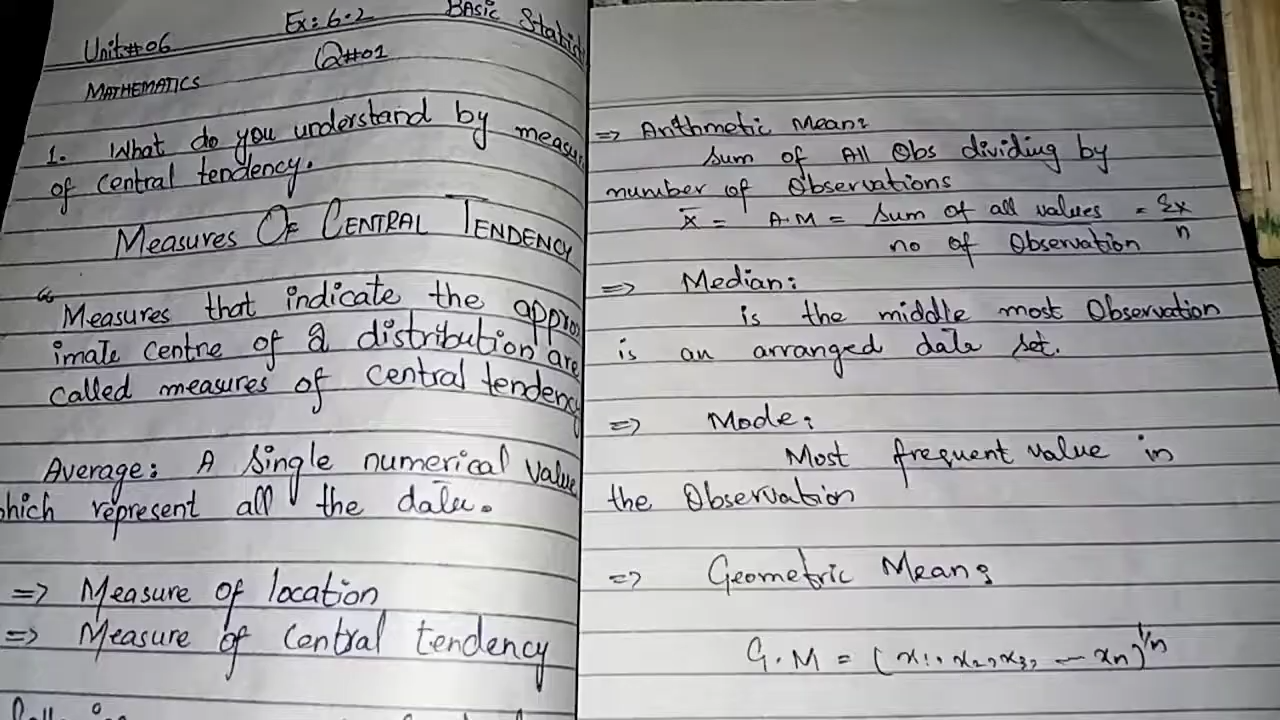 Unit#06 Ex:6.2 Basic Statist
Q#01
MATHEMATICS
1. What do you understand by measu
of central tendency.
MEASURES OF CENTRAL TENDENCY
"Measures that indicate the approx
imate centre of a distribution are
called measures of central tendency
Average: A single numerical value
which represent all the data.
=> Measure of location
=> Measure of central tendency
=> Arithmetic Mean:
Sum of All Obs dividing by
number of Observations
x̄ = A.M = Sum of all values = Σx
no of Observation n
=> Median:
is the middle most Observation
is an arranged data set.
=> Mode:
Most frequent value in
the Observation
=> Geometric Mean:
G.M = (x1, x2, x3, --- xn)^1/n